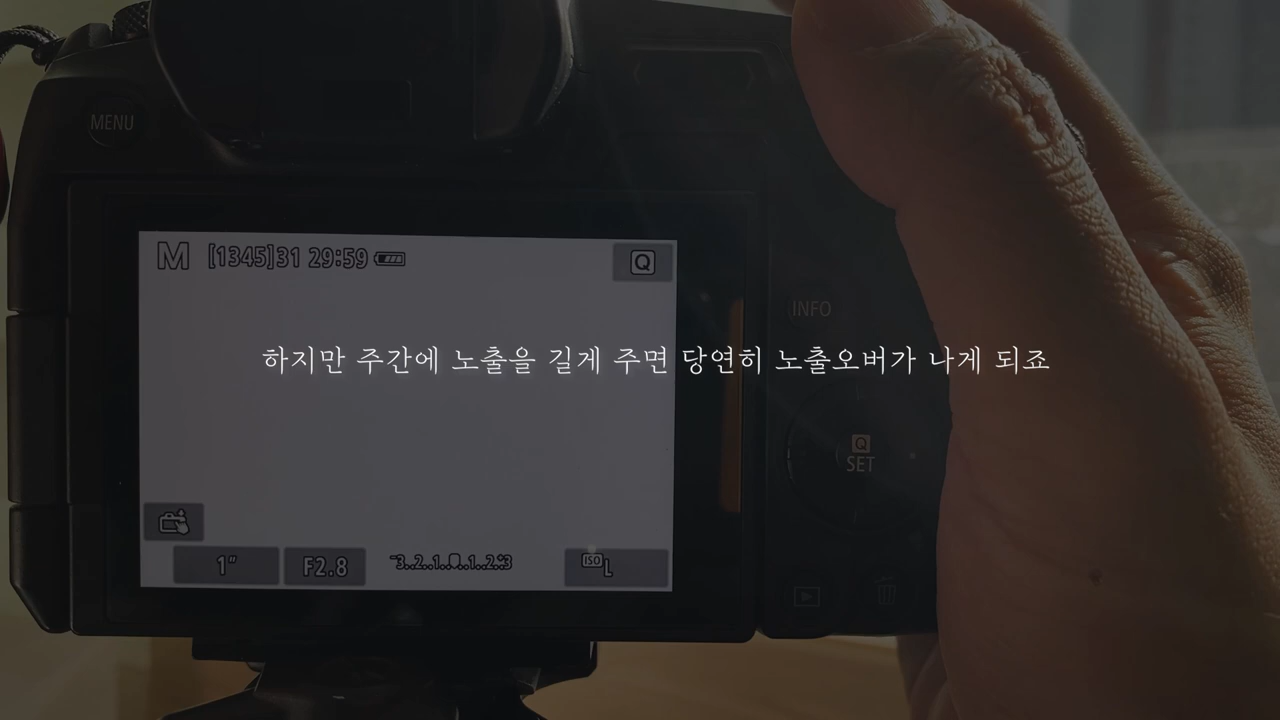 MENU
M [1345]31 29:59
Q
INFO
하지만 주간에 노출을 길게 주면 당연히 노출오버가 나게 되죠
Q
SET
1" F2.8 -3..2..1..0..1..2..+3 ISO L